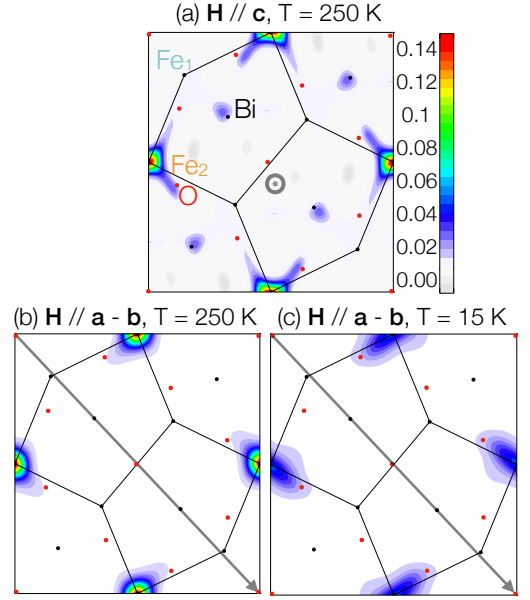 (a) H // c, T = 250 K
Fe₁
Bi
Fe₂
O
0.14
0.12
0.1
0.08
0.06
0.04
0.02
0.00
(b) H // a - b, T = 250 K
(c) H // a - b, T = 15 K